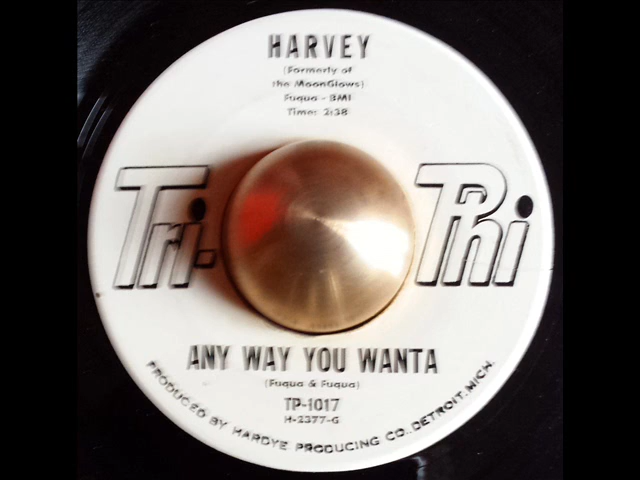 HARVEY
(Formerly of
the MoonGlows)
Fuqua - BMI
Time: 2:38
Tri-Phi
ANY WAY YOU WANTA
(Fuqua & Fuqua)
TP-1017
H-2377-G
PRODUCED BY HARDYE PRODUCING CO., DETROIT, MICH.